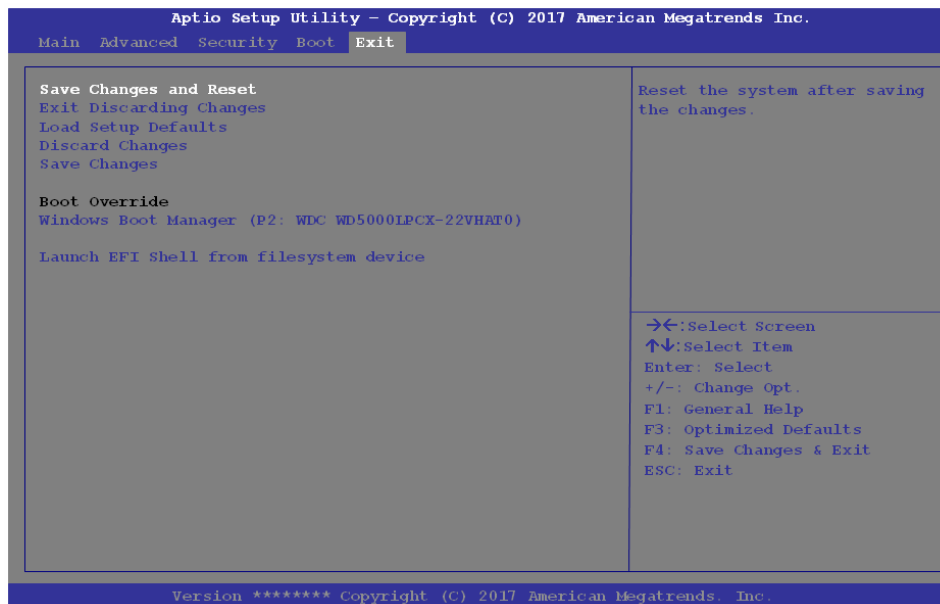 Aptio Setup Utility – Copyright (C) 2017 American Megatrends Inc.
Main Advanced Security Boot Exit
Save Changes and Reset
Exit Discarding Changes
Load Setup Defaults
Discard Changes
Save Changes
Boot Override
Windows Boot Manager (P2: WDC WD5000LPCX-22VHAT0)
Launch EFI Shell from filesystem device
Reset the system after saving
the changes.
→←:Select Screen
↑↓:Select Item
Enter: Select
+/-: Change Opt.
F1: General Help
F3: Optimized Defaults
F4: Save Changes & Exit
ESC: Exit
Version ******** Copyright (C) 2017 American Megatrends. Inc.